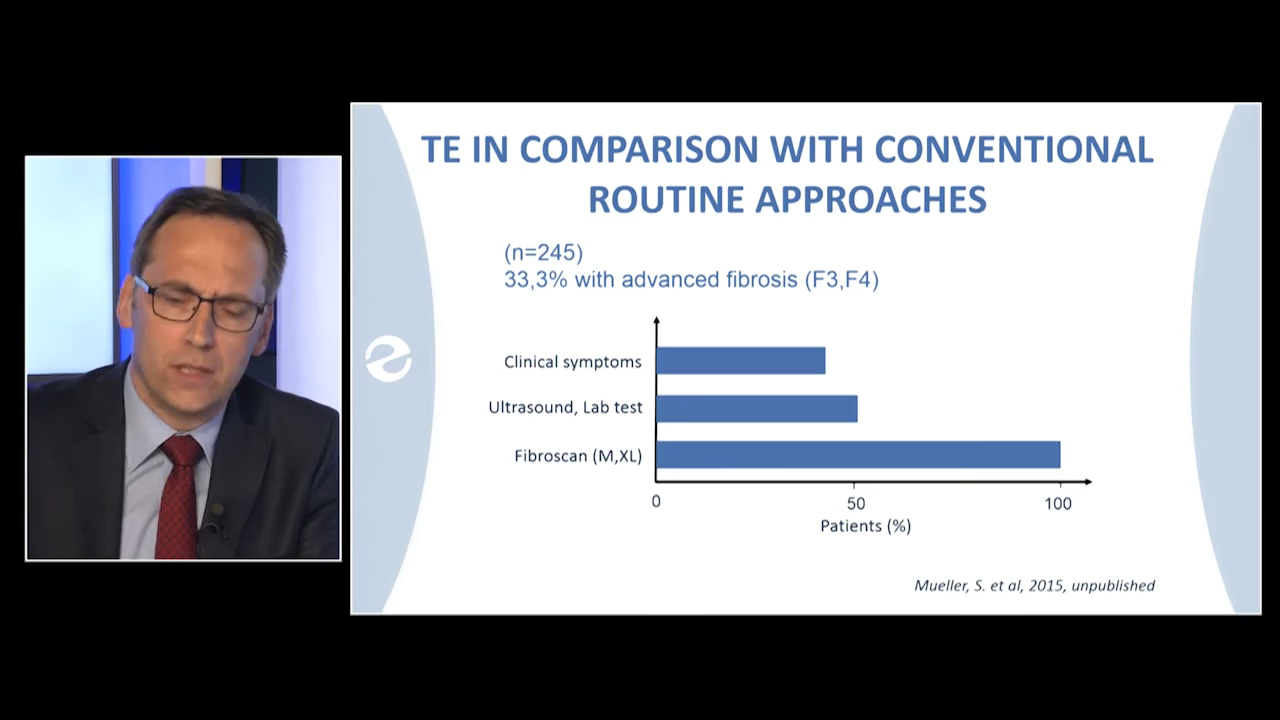 TE IN COMPARISON WITH CONVENTIONAL
ROUTINE APPROACHES
(n=245)
33,3% with advanced fibrosis (F3,F4)
Clinical symptoms
Ultrasound, Lab test
Fibroscan (M,XL)
0 50 100
Patients (%)
Mueller, S. et al, 2015, unpublished